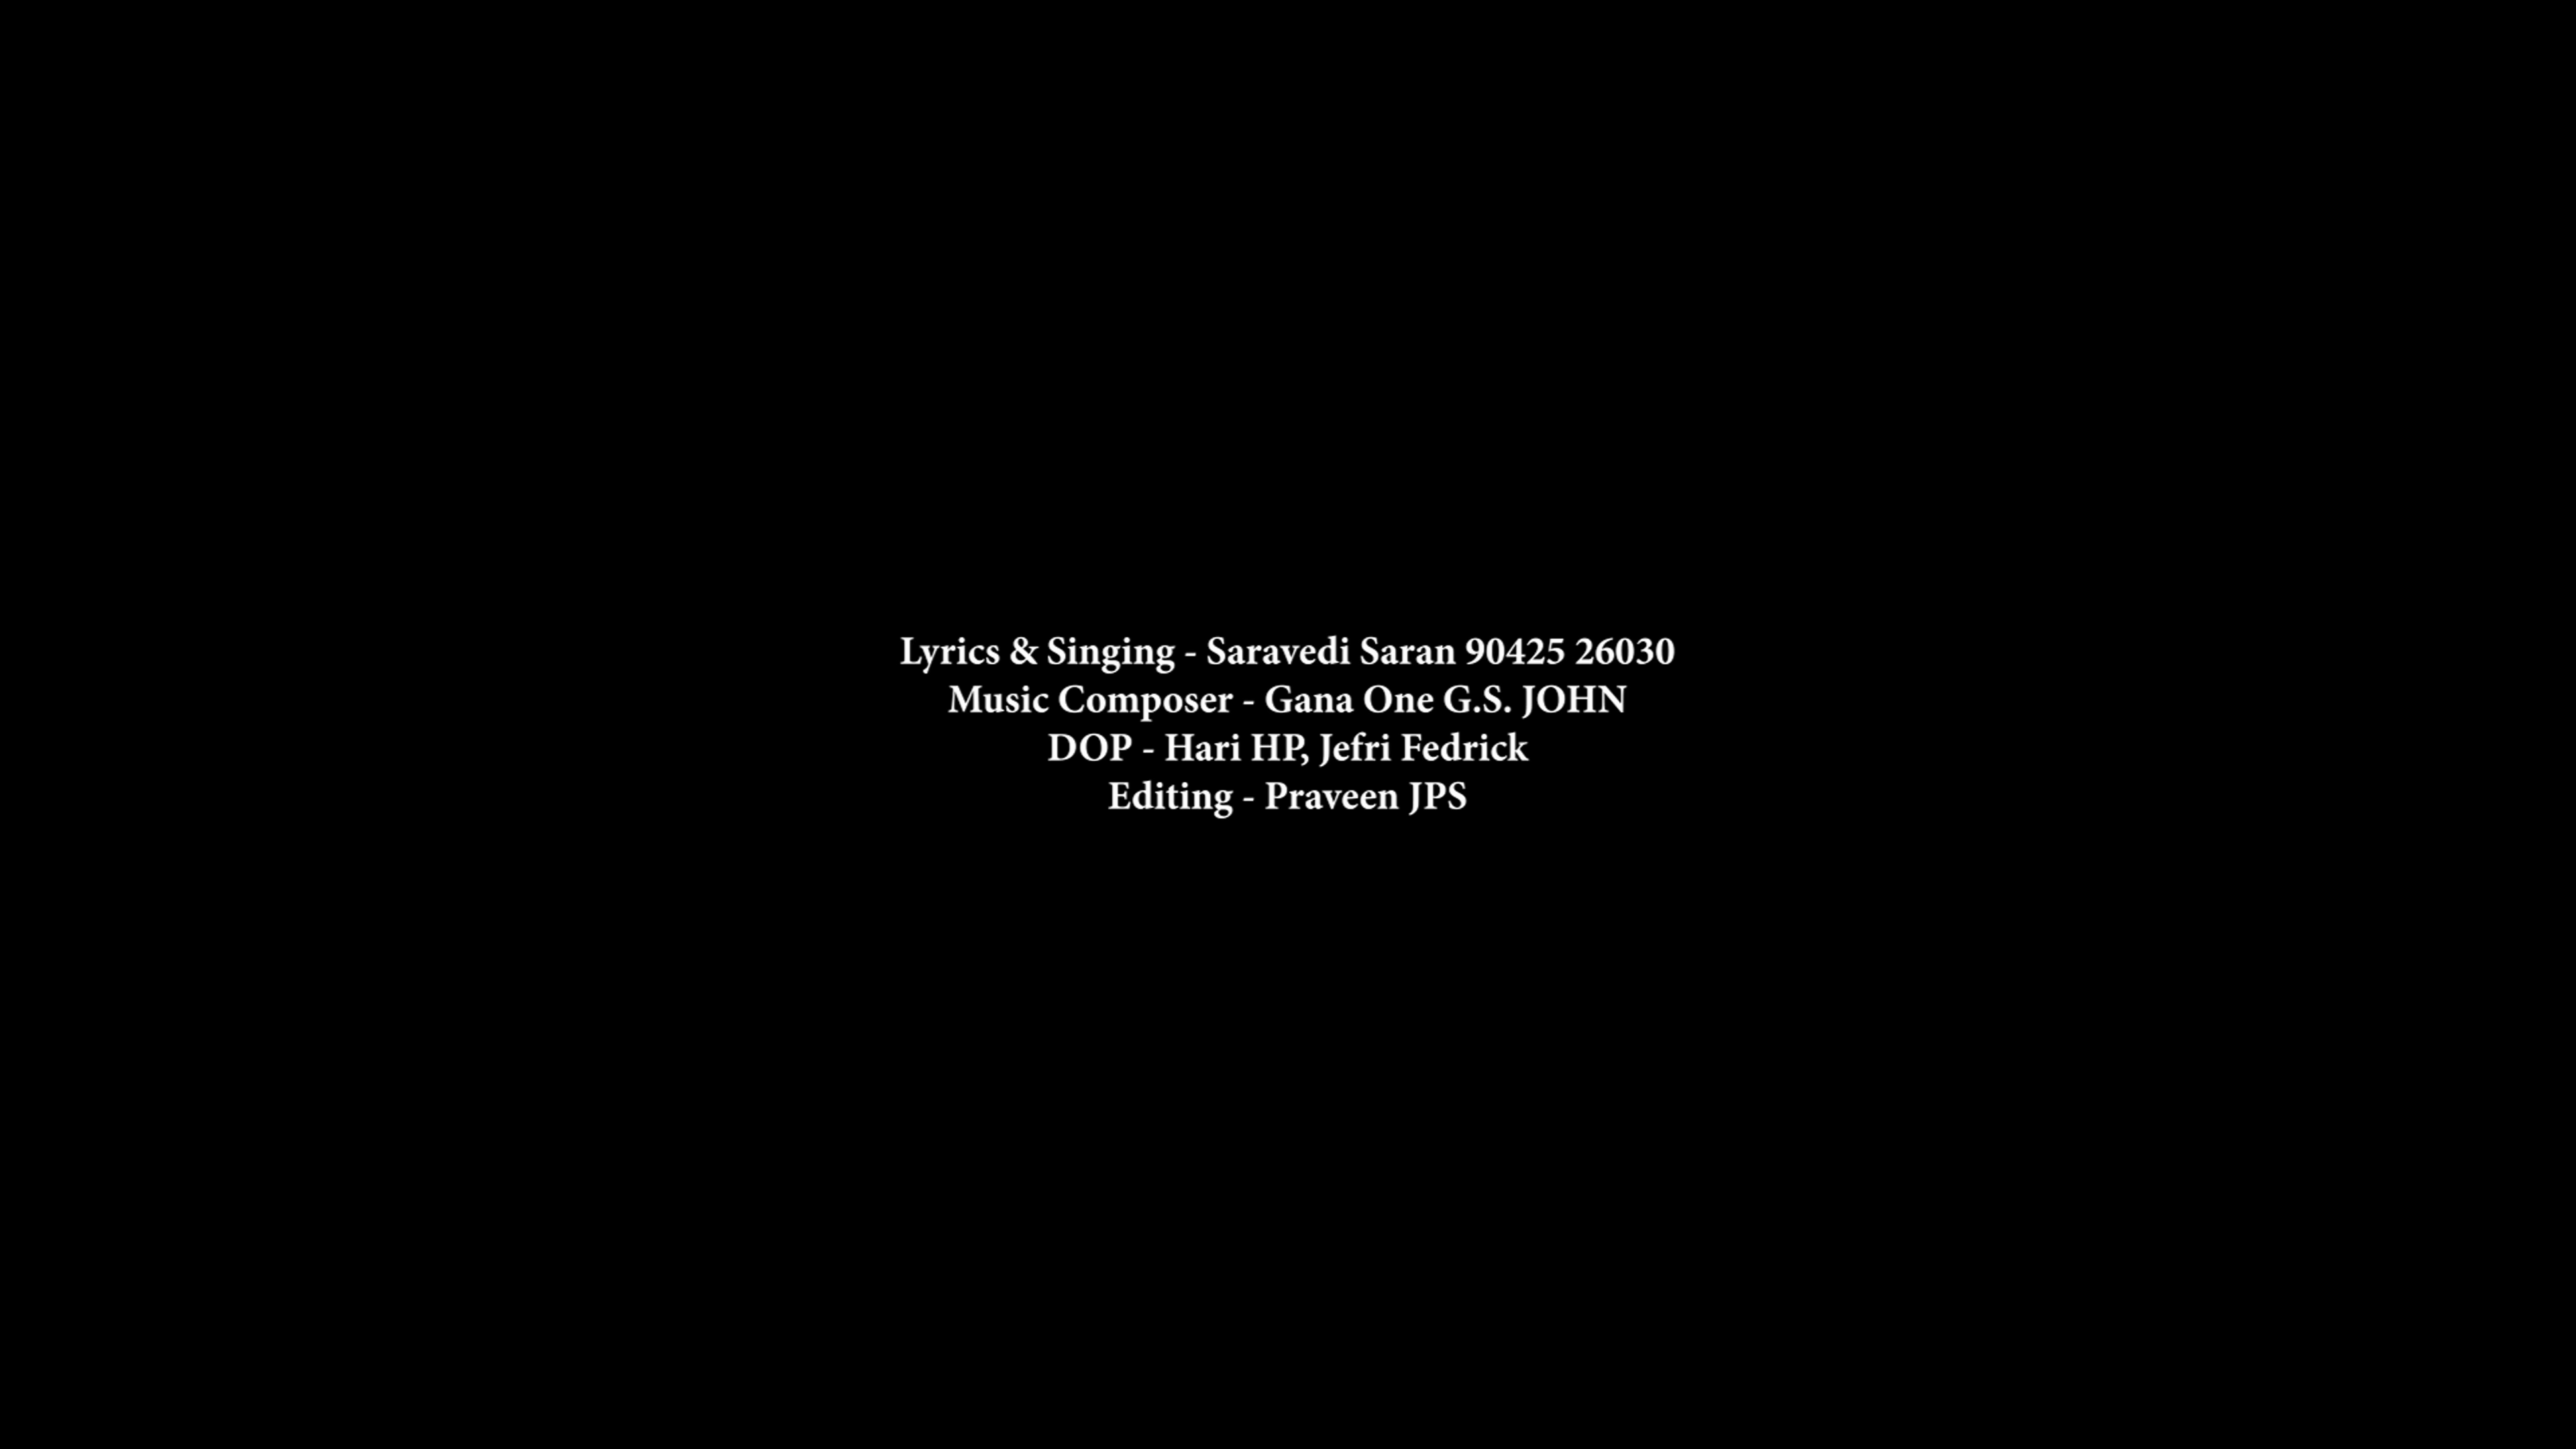 Lyrics & Singing - Saravedi Saran 90425 26030
Music Composer - Gana One G.S. JOHN
DOP - Hari HP, Jefri Fedrick
Editing - Praveen JPS